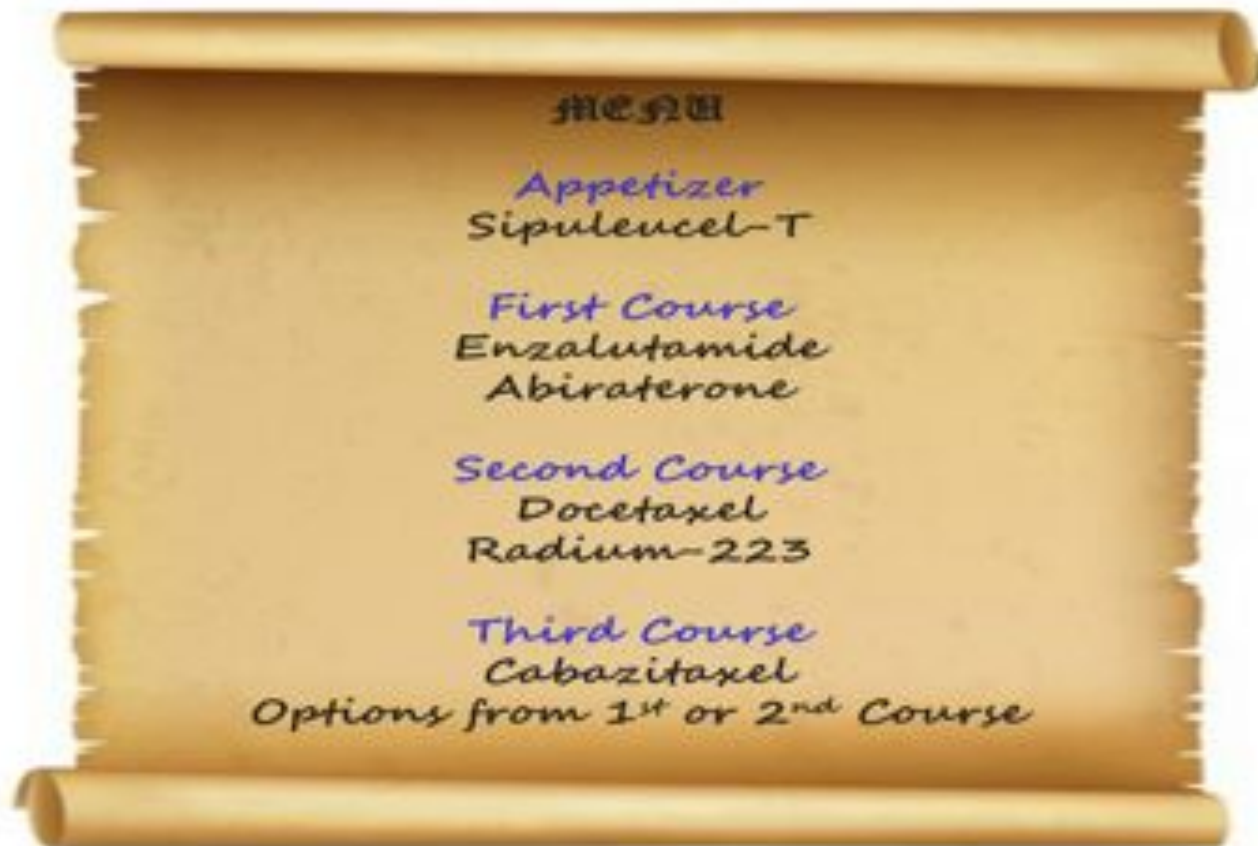 MENU
Appetizer
Sipuleucel-T
First Course
Enzalutamide
Abiraterone
Second Course
Docetaxel
Radium-223
Third Course
Cabazitaxel
Options from 1st or 2nd Course